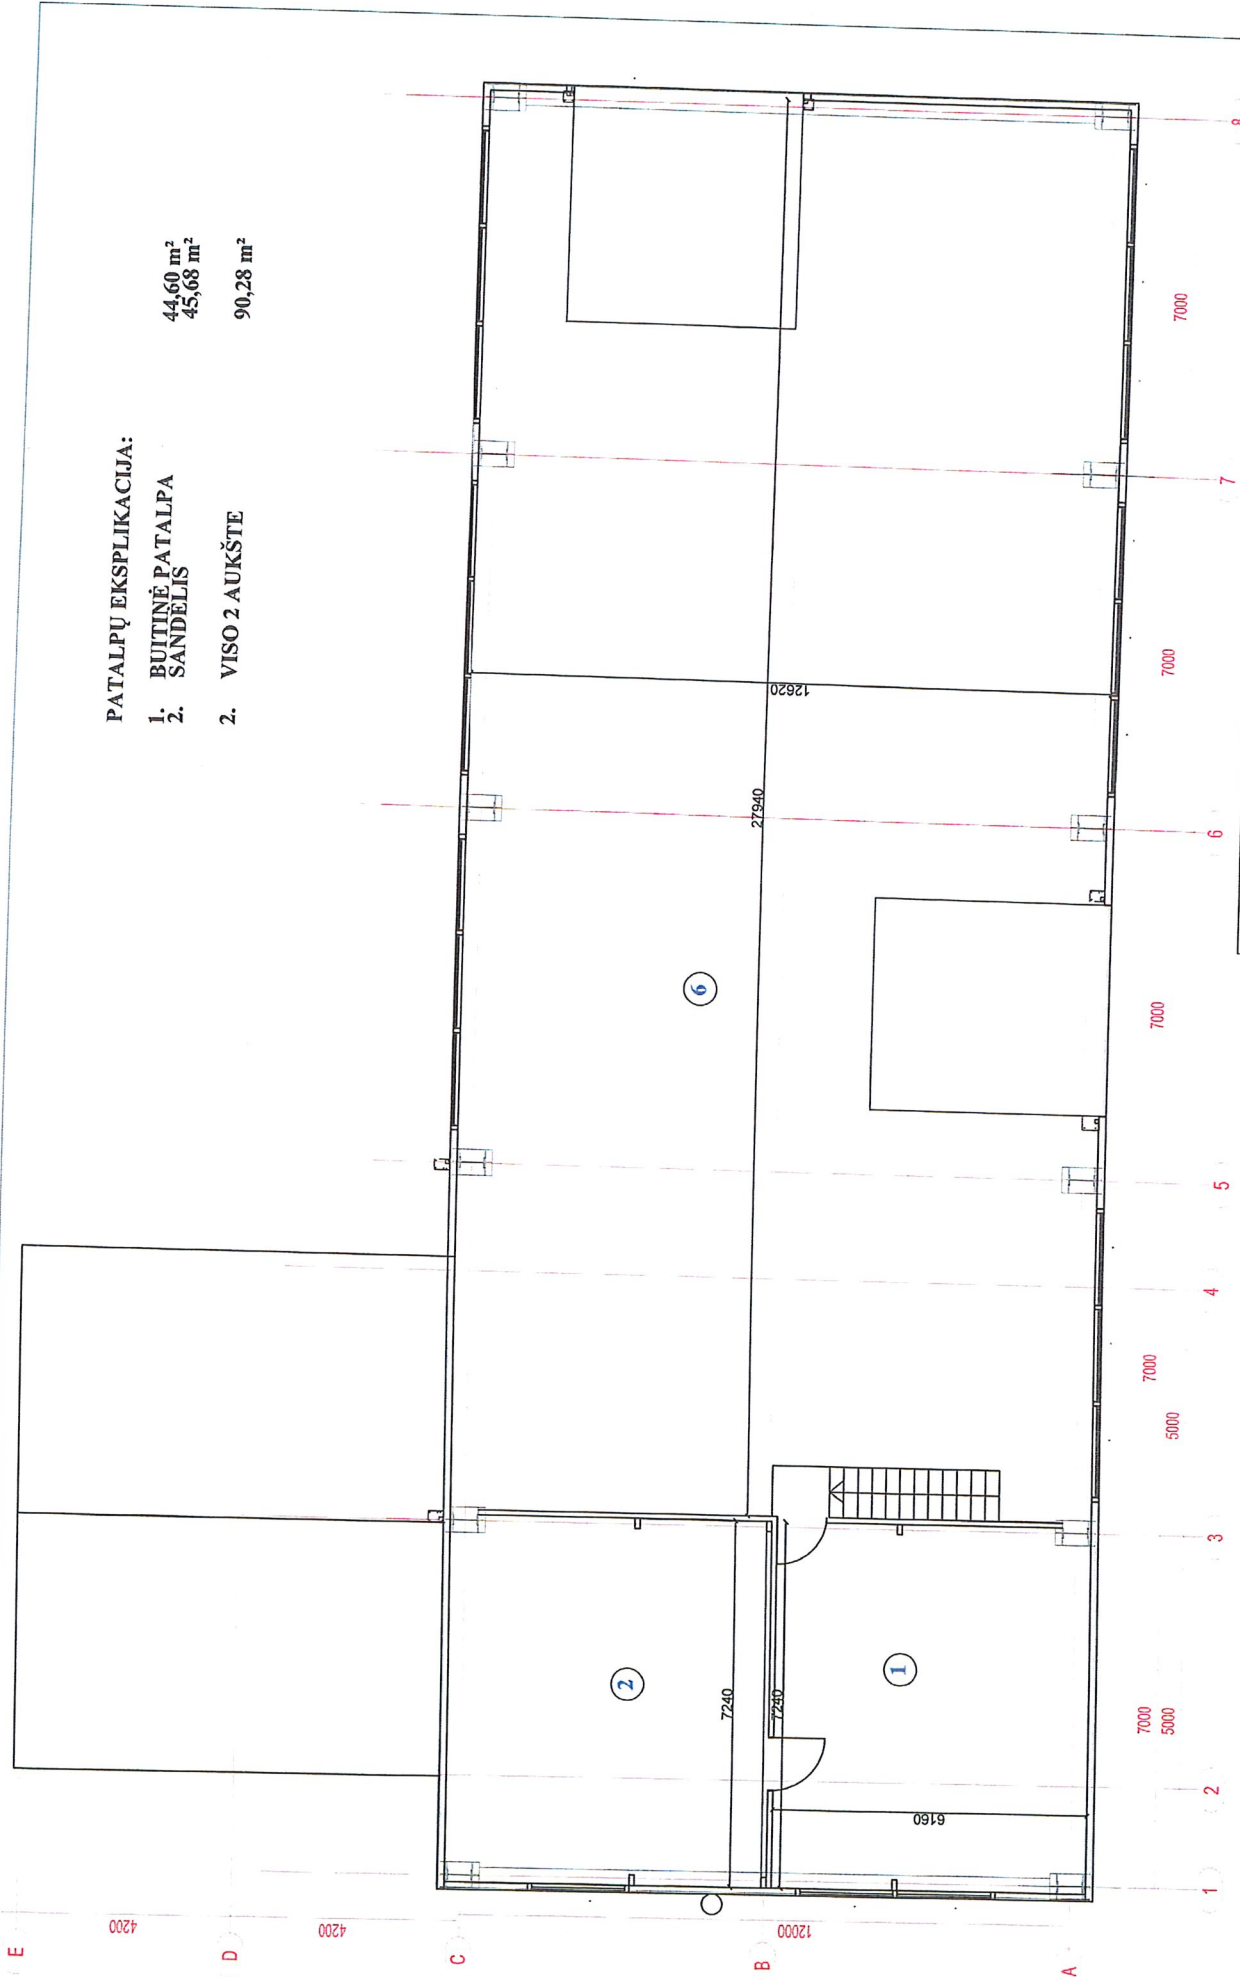 PATALPŲ EKSPLIKACIJA:
1. BUITINĖ PATALPA 44,60 m²
2. SANDĖLIS 45,68 m²
2. VISO 2 AUKŠTE 90,28 m²
E
4200
D
4200
C
12000
B
A
2
7240
7240
1
6160
6
27940
12620
7000
5000
7000
5000
7000
7000
7000
1
2
3
4
5
6
7
8